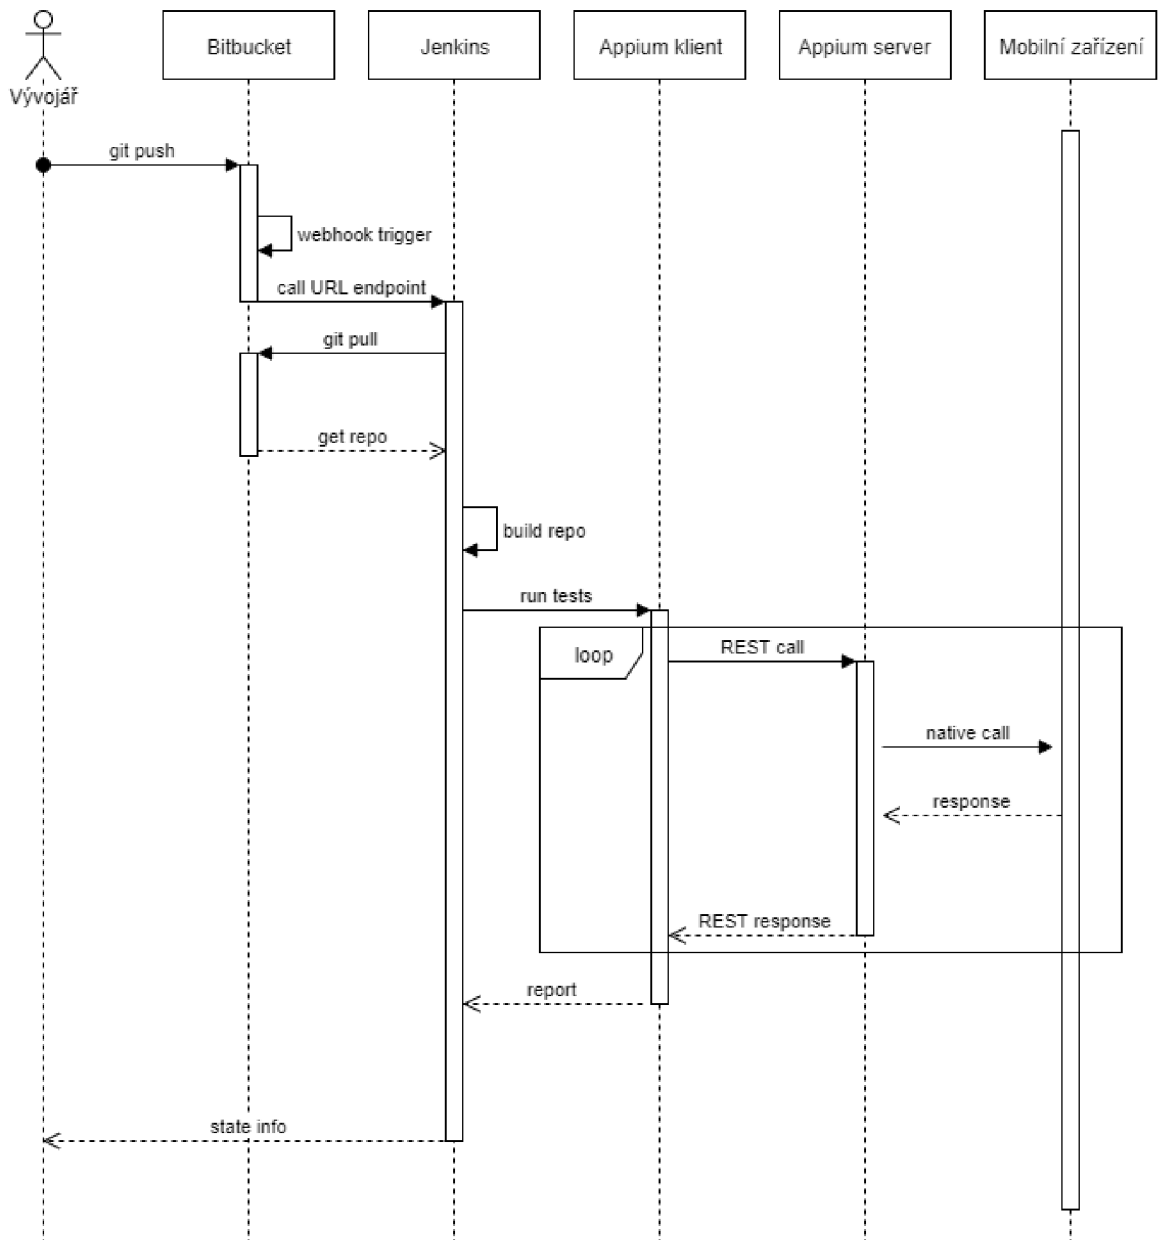 Vývojář
Bitbucket
Jenkins
Appium klient
Appium server
Mobilní zařízení
git push
webhook trigger
call URL endpoint
git pull
get repo
build repo
run tests
loop
REST call
native call
response
REST response
report
state info